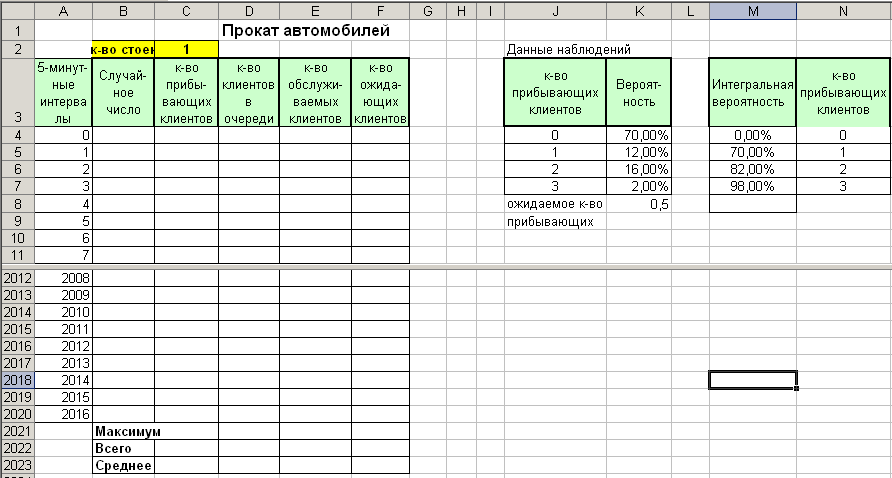 A B C D E F G H I J K L M N
1 Прокат автомобилей
2 к-во стоек 1 Данные наблюдений
5-минут- к-во к-во к-во к-во
ные Случай- прибы- клиентов обслужи- ожида- к-во Вероят- Интегральная к-во
интерва ное вающих в ваемых ющих прибывающих ность вероятность прибывающих
3 лы число клиентов очереди клиентов клиентов клиентов клиентов
4 0 0 70,00% 0,00% 0
5 1 1 12,00% 70,00% 1
6 2 2 16,00% 82,00% 2
7 3 3 2,00% 98,00% 3
8 4 ожидаемое к-во 0,5
9 5 прибывающих
10 6
11 7
2012 2008
2013 2009
2014 2010
2015 2011
2016 2012
2017 2013
2018 2014
2019 2015
2020 2016
2021 Максимум
2022 Всего
2023 Среднее